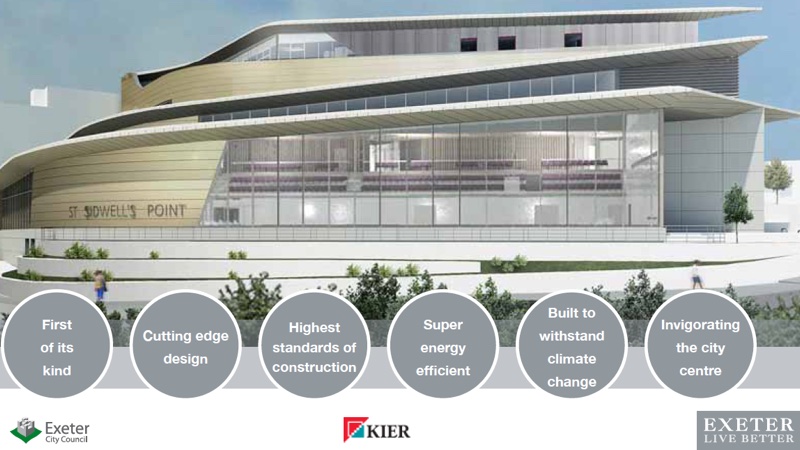 ST SIDWELL'S POINT
First
of its
kind
Cutting edge
design
Highest
standards of
construction
Super
energy
efficient
Built to
withstand
climate
change
Invigorating
the city
centre
Exeter
City Council
KIER
EXETER
LIVE BETTER